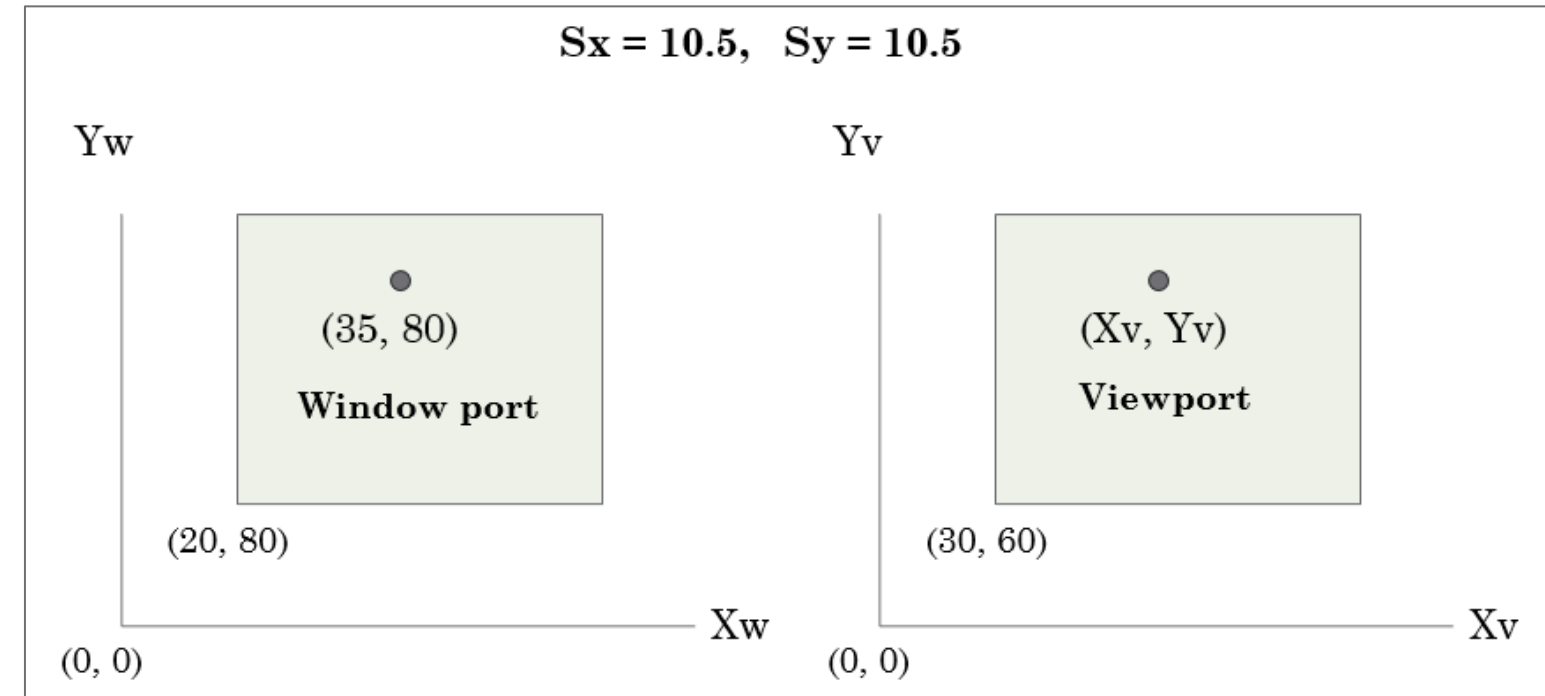 Sx = 10.5, Sy = 10.5
Yw
Yv
(35, 80)
(Xv, Yv)
Window port
Viewport
(20, 80)
(30, 60)
Xw
Xv
(0, 0)
(0, 0)